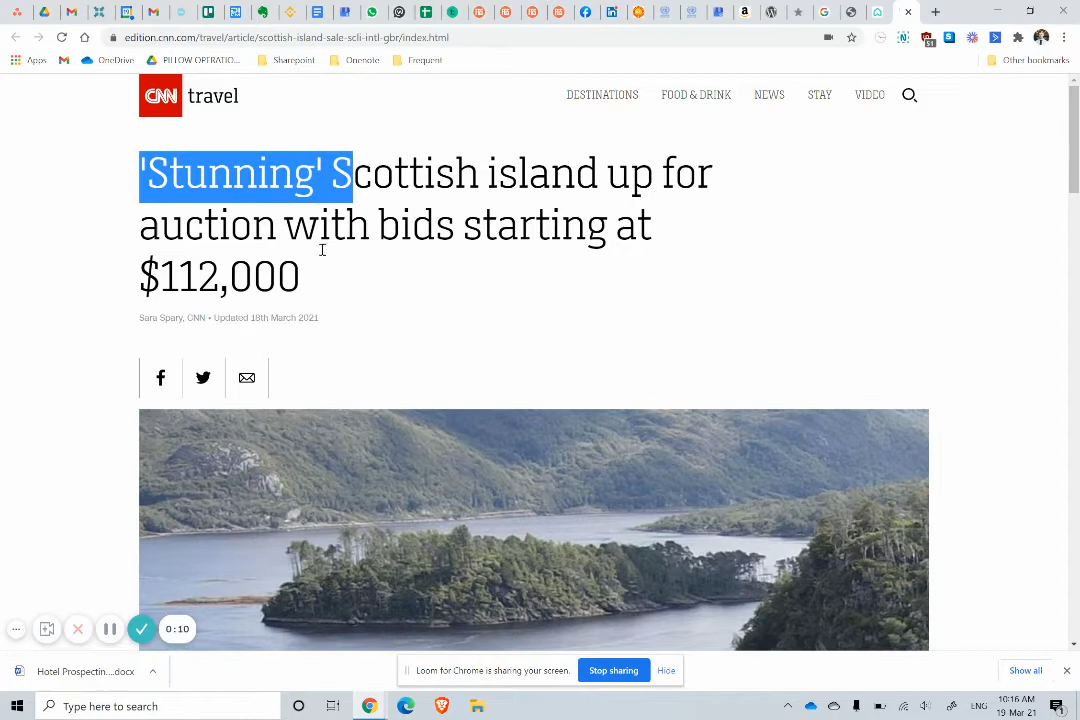 edition.cnn.com/travel/article/scottish-island-sale-scli-intl-gbr/index.html
51
Apps
OneDrive
PILLOW OPERATIO...
Sharepoint
Onenote
Frequent
Other bookmarks
CNN travel
DESTINATIONS
FOOD & DRINK
NEWS
STAY
VIDEO
'Stunning' Scottish island up for
auction with bids starting at
$112,000
Sara Spary, CNN • Updated 18th March 2021
0:10
Hotel Prospectin....docx
Loom for Chrome is sharing your screen.
Stop sharing
Hide
Show all
Type here to search
ENG
10:16 AM
19-Mar-21